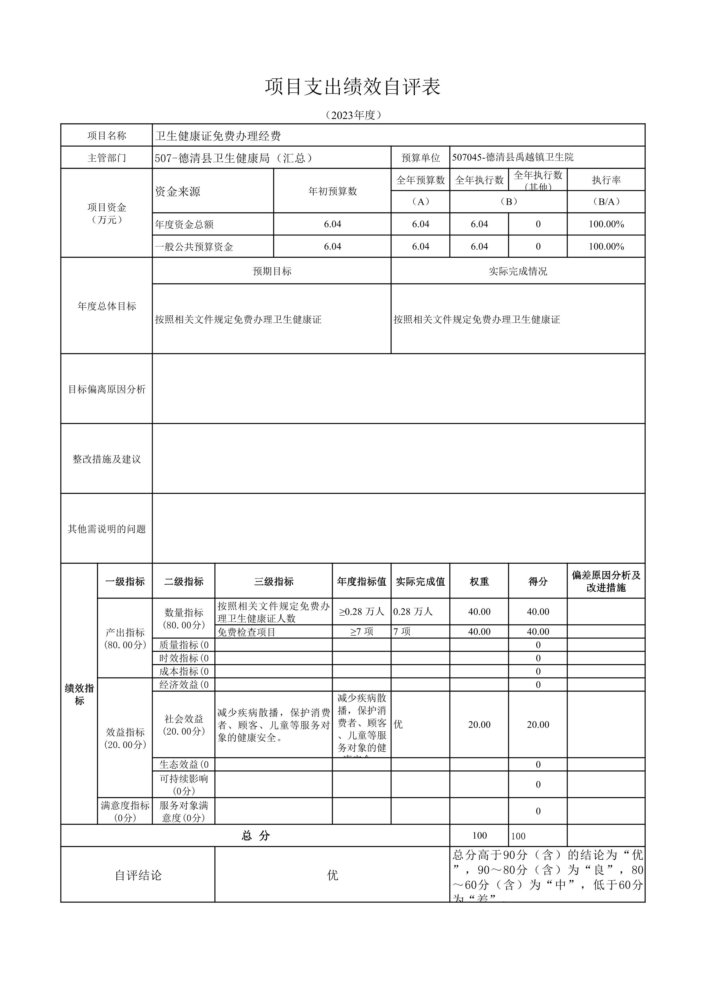 项目支出绩效自评表
（2023年度）
项目名称
卫生健康证免费办理经费
主管部门
507-德清县卫生健康局（汇总）
预算单位
507045-德清县禹越镇卫生院
项目资金
（万元）
资金来源
年初预算数
全年预算数
全年执行数
全年执行数
(其他)
执行率
（A）
（B）
（B/A）
年度资金总额
6.04
6.04
6.04
0
100.00%
一般公共预算资金
6.04
6.04
6.04
0
100.00%
年度总体目标
预期目标
实际完成情况
按照相关文件规定免费办理卫生健康证
按照相关文件规定免费办理卫生健康证
目标偏离原因分析
整改措施及建议
其他需说明的问题
绩效指
标
一级指标
二级指标
三级指标
年度指标值
实际完成值
权重
得分
偏差原因分析及
改进措施
产出指标
(80.00分)
数量指标
(80.00分)
按照相关文件规定免费办
理卫生健康证人数
≥0.28 万人
0.28 万人
40.00
40.00
免费检查项目
≥7 项
7 项
40.00
40.00
质量指标(0
0
时效指标(0
0
成本指标(0
0
效益指标
(20.00分)
经济效益(0
0
社会效益
(20.00分)
减少疾病散播，保护消费
者、顾客、儿童等服务对
象的健康安全。
减少疾病散
播，保护消
费者、顾客
、儿童等服
务对象的健
优
20.00
20.00
生态效益(0
0
可持续影响
(0分)
0
满意度指标
(0分)
服务对象满
意度(0分)
0
总 分
100
100
自评结论
优
总分高于90分（含）的结论为“优
”，90～80分（含）为“良”，80
～60分（含）为“中”，低于60分
为“差”.